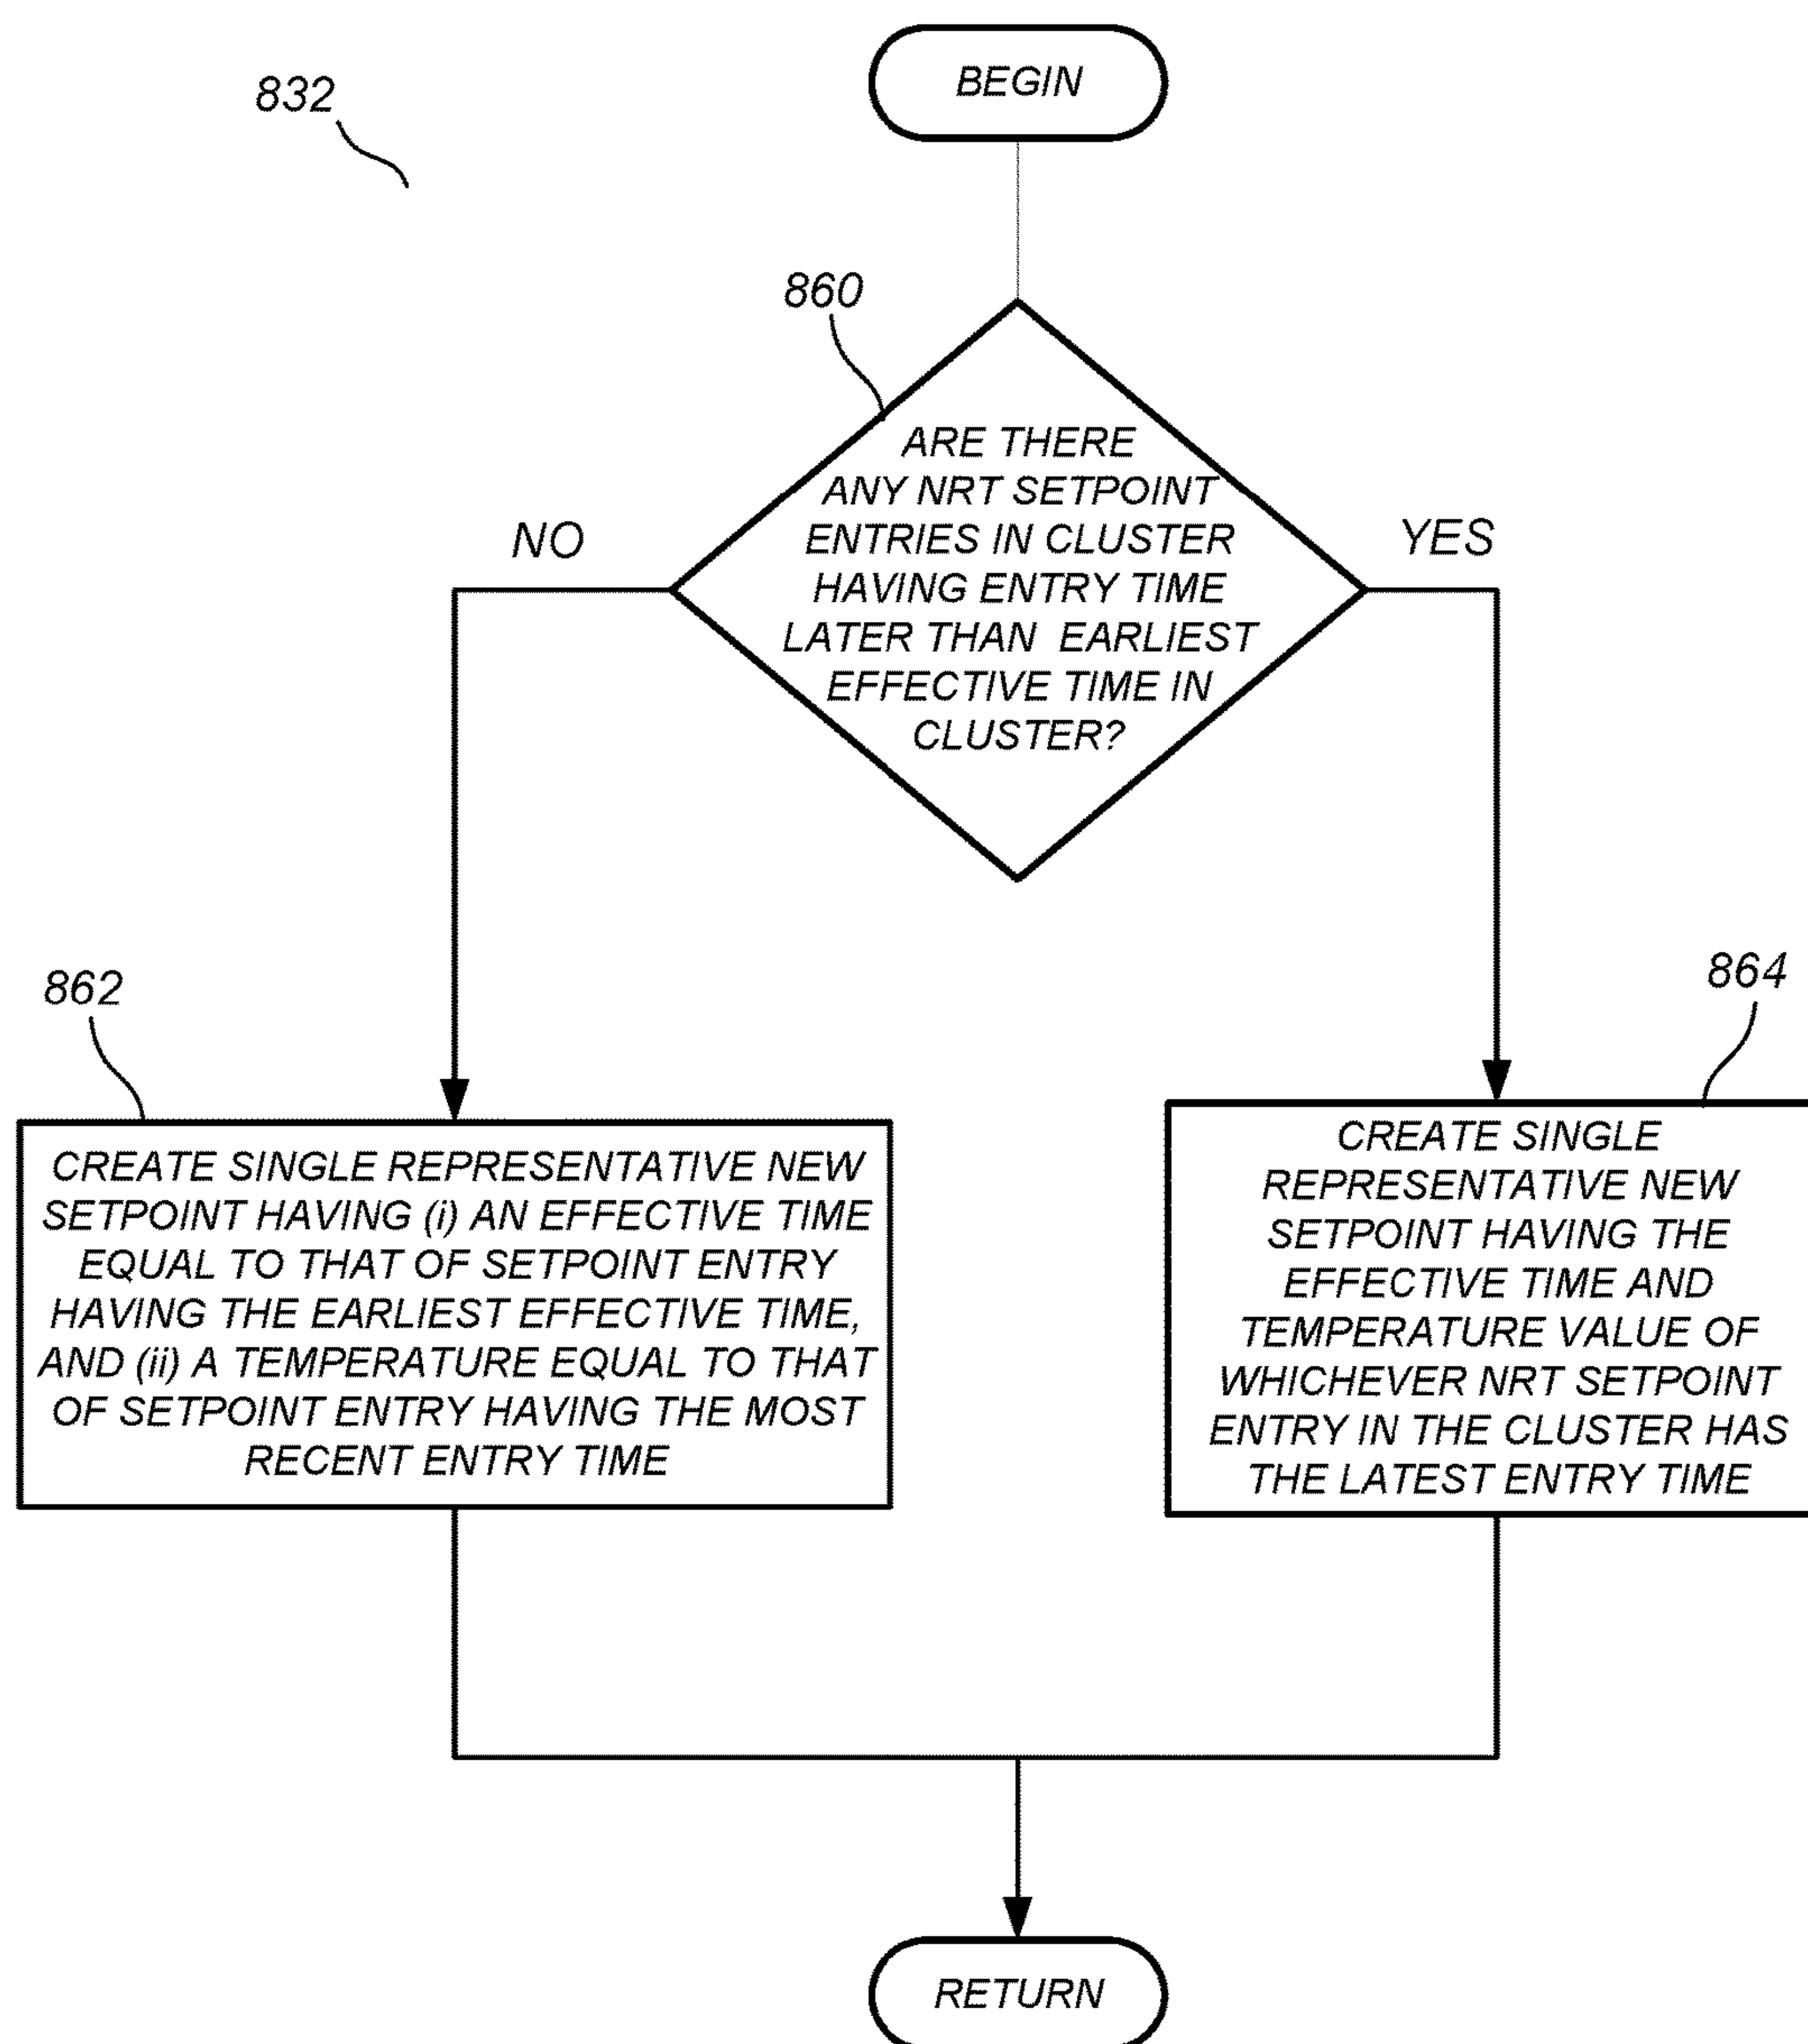 832
BEGIN
860
ARE THERE
ANY NRT SETPOINT
ENTRIES IN CLUSTER
HAVING ENTRY TIME
LATER THAN EARLIEST
EFFECTIVE TIME IN
CLUSTER?
NO
YES
862
CREATE SINGLE REPRESENTATIVE NEW
SETPOINT HAVING (i) AN EFFECTIVE TIME
EQUAL TO THAT OF SETPOINT ENTRY
HAVING THE EARLIEST EFFECTIVE TIME,
AND (ii) A TEMPERATURE EQUAL TO THAT
OF SETPOINT ENTRY HAVING THE MOST
RECENT ENTRY TIME
864
CREATE SINGLE
REPRESENTATIVE NEW
SETPOINT HAVING THE
EFFECTIVE TIME AND
TEMPERATURE VALUE OF
WHICHEVER NRT SETPOINT
ENTRY IN THE CLUSTER HAS
THE LATEST ENTRY TIME
RETURN